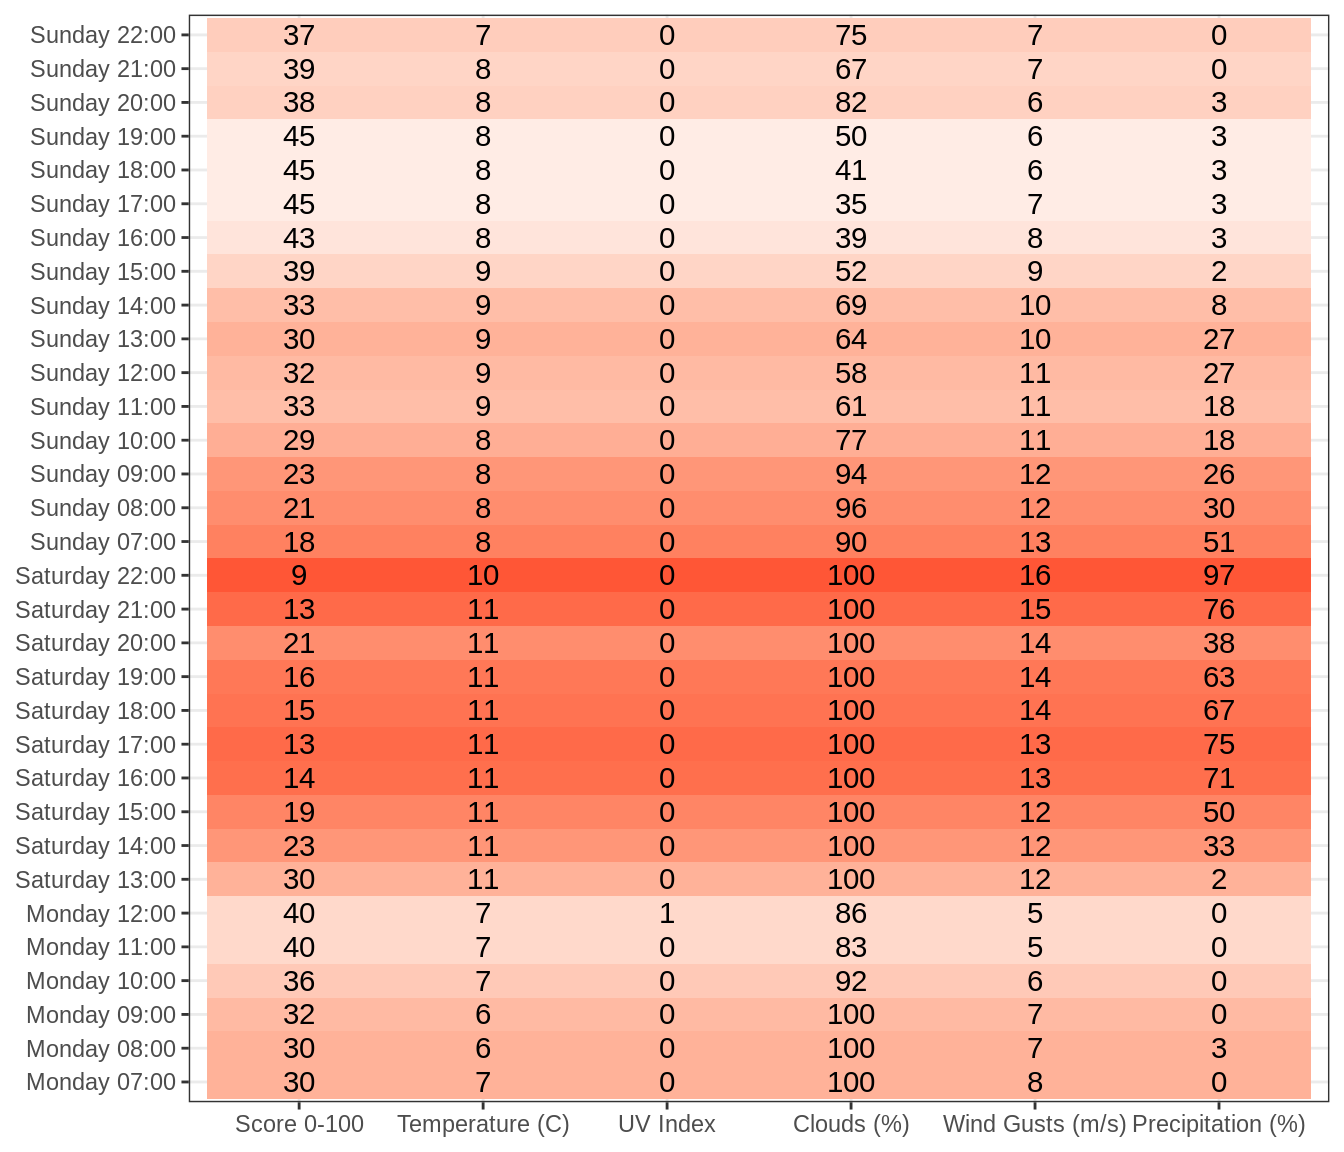 Sunday 22:00 37 7 0 75 7 0
Sunday 21:00 39 8 0 67 7 0
Sunday 20:00 38 8 0 82 6 3
Sunday 19:00 45 8 0 50 6 3
Sunday 18:00 45 8 0 41 6 3
Sunday 17:00 45 8 0 35 7 3
Sunday 16:00 43 8 0 39 8 3
Sunday 15:00 39 9 0 52 9 2
Sunday 14:00 33 9 0 69 10 8
Sunday 13:00 30 9 0 64 10 27
Sunday 12:00 32 9 0 58 11 27
Sunday 11:00 33 9 0 61 11 18
Sunday 10:00 29 8 0 77 11 18
Sunday 09:00 23 8 0 94 12 26
Sunday 08:00 21 8 0 96 12 30
Sunday 07:00 18 8 0 90 13 51
Saturday 22:00 9 10 0 100 16 97
Saturday 21:00 13 11 0 100 15 76
Saturday 20:00 21 11 0 100 14 38
Saturday 19:00 16 11 0 100 14 63
Saturday 18:00 15 11 0 100 14 67
Saturday 17:00 13 11 0 100 13 75
Saturday 16:00 14 11 0 100 13 71
Saturday 15:00 19 11 0 100 12 50
Saturday 14:00 23 11 0 100 12 33
Saturday 13:00 30 11 0 100 12 2
Monday 12:00 40 7 1 86 5 0
Monday 11:00 40 7 0 83 5 0
Monday 10:00 36 7 0 92 6 0
Monday 09:00 32 6 0 100 7 0
Monday 08:00 30 6 0 100 7 3
Monday 07:00 30 7 0 100 8 0
Score 0-100 Temperature (C) UV Index Clouds (%) Wind Gusts (m/s) Precipitation (%)